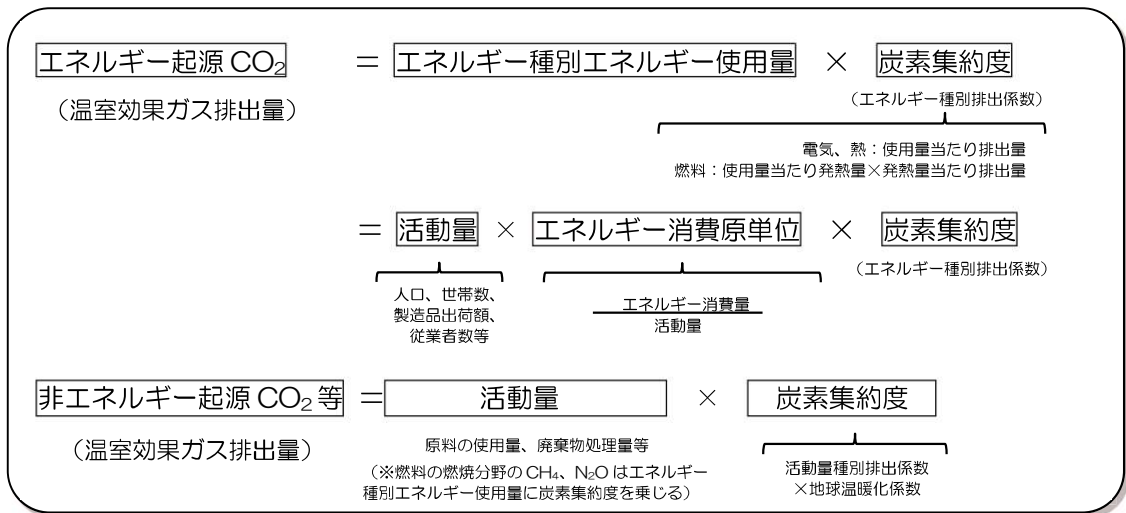 エネルギー起源 CO₂ ＝ エネルギー種別エネルギー使用量 × 炭素集約度
（温室効果ガス排出量）
（エネルギー種別排出係数）
電気、熱：使用量当たり排出量
燃料：使用量当たり発熱量×発熱量当たり排出量
＝ 活動量 × エネルギー消費原単位 × 炭素集約度
（エネルギー種別排出係数）
人口、世帯数、
製造品出荷額、
従業者数等
エネルギー消費量
活動量
非エネルギー起源 CO₂ 等 ＝ 活動量 × 炭素集約度
（温室効果ガス排出量）
原料の使用量、廃棄物処理量等
（※燃料の燃焼分野の CH₄、N₂O はエネルギー
種別エネルギー使用量に炭素集約度を乗じる）
活動量種別排出係数
×地球温暖化係数